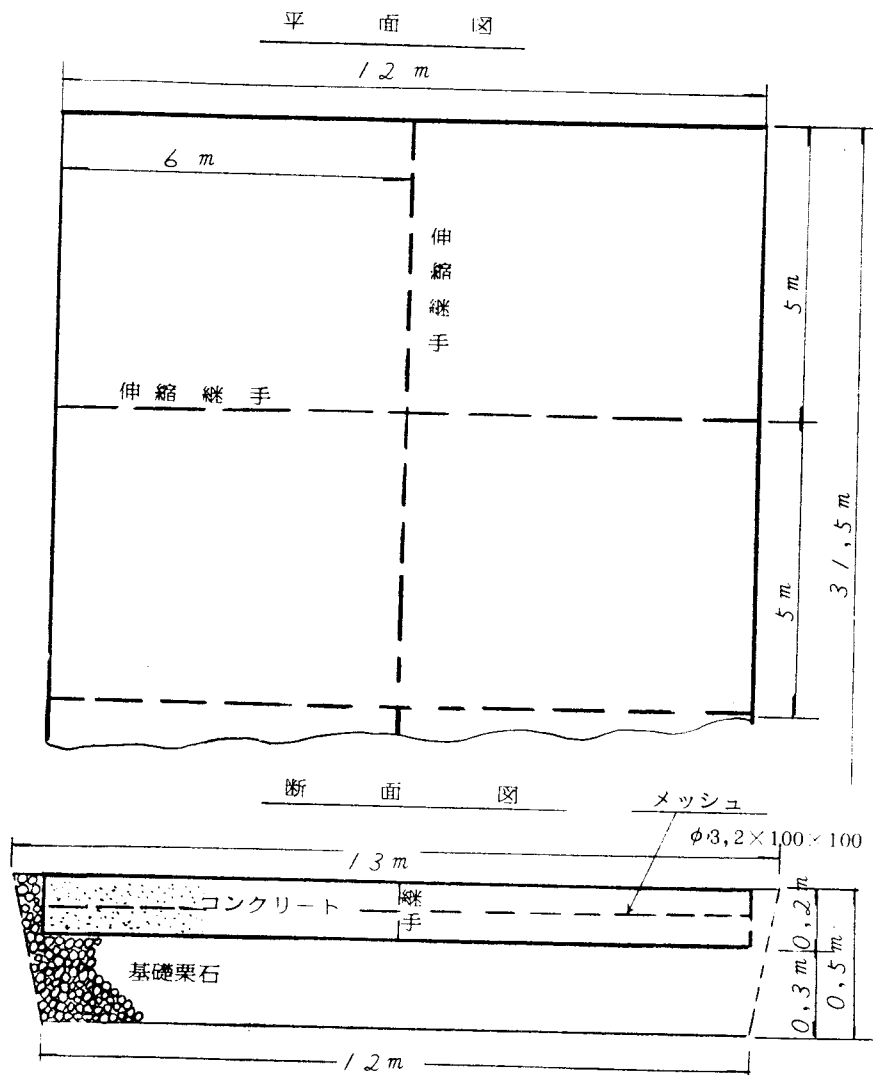 平面図
12m
6m
伸縮継手
5m
伸縮継手
31,5m
5m
断面図
メッシュ
φ3,2×100×100
13m
コンクリート
継手
0,2m
基礎栗石
0,3m
0,5m
12m